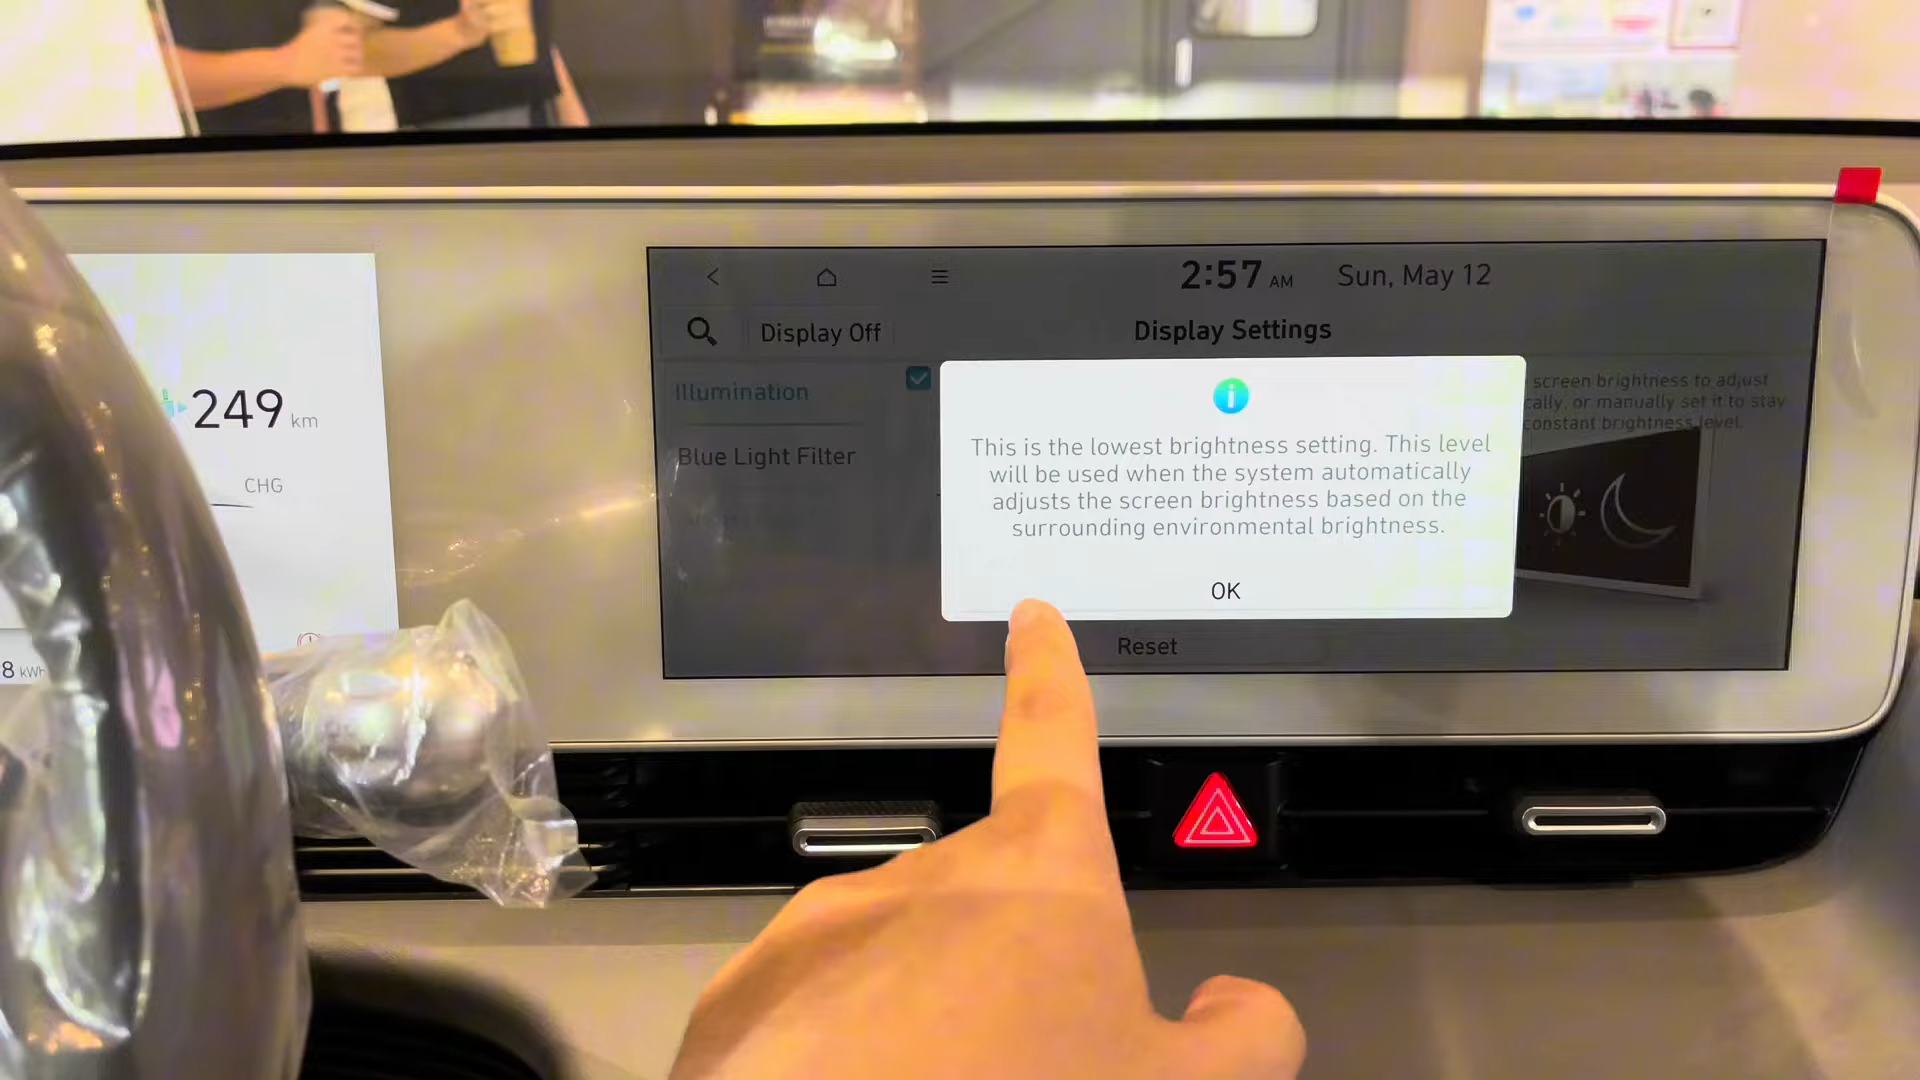 2:57 AM Sun, May 12
Display Off
Display Settings
Illumination
Blue Light Filter
screen brightness to adjust
cally, or manually set it to stay
constant brightness level.
This is the lowest brightness setting. This level
will be used when the system automatically
adjusts the screen brightness based on the
surrounding environmental brightness.
OK
Reset
249 km
CHG
8 kWh